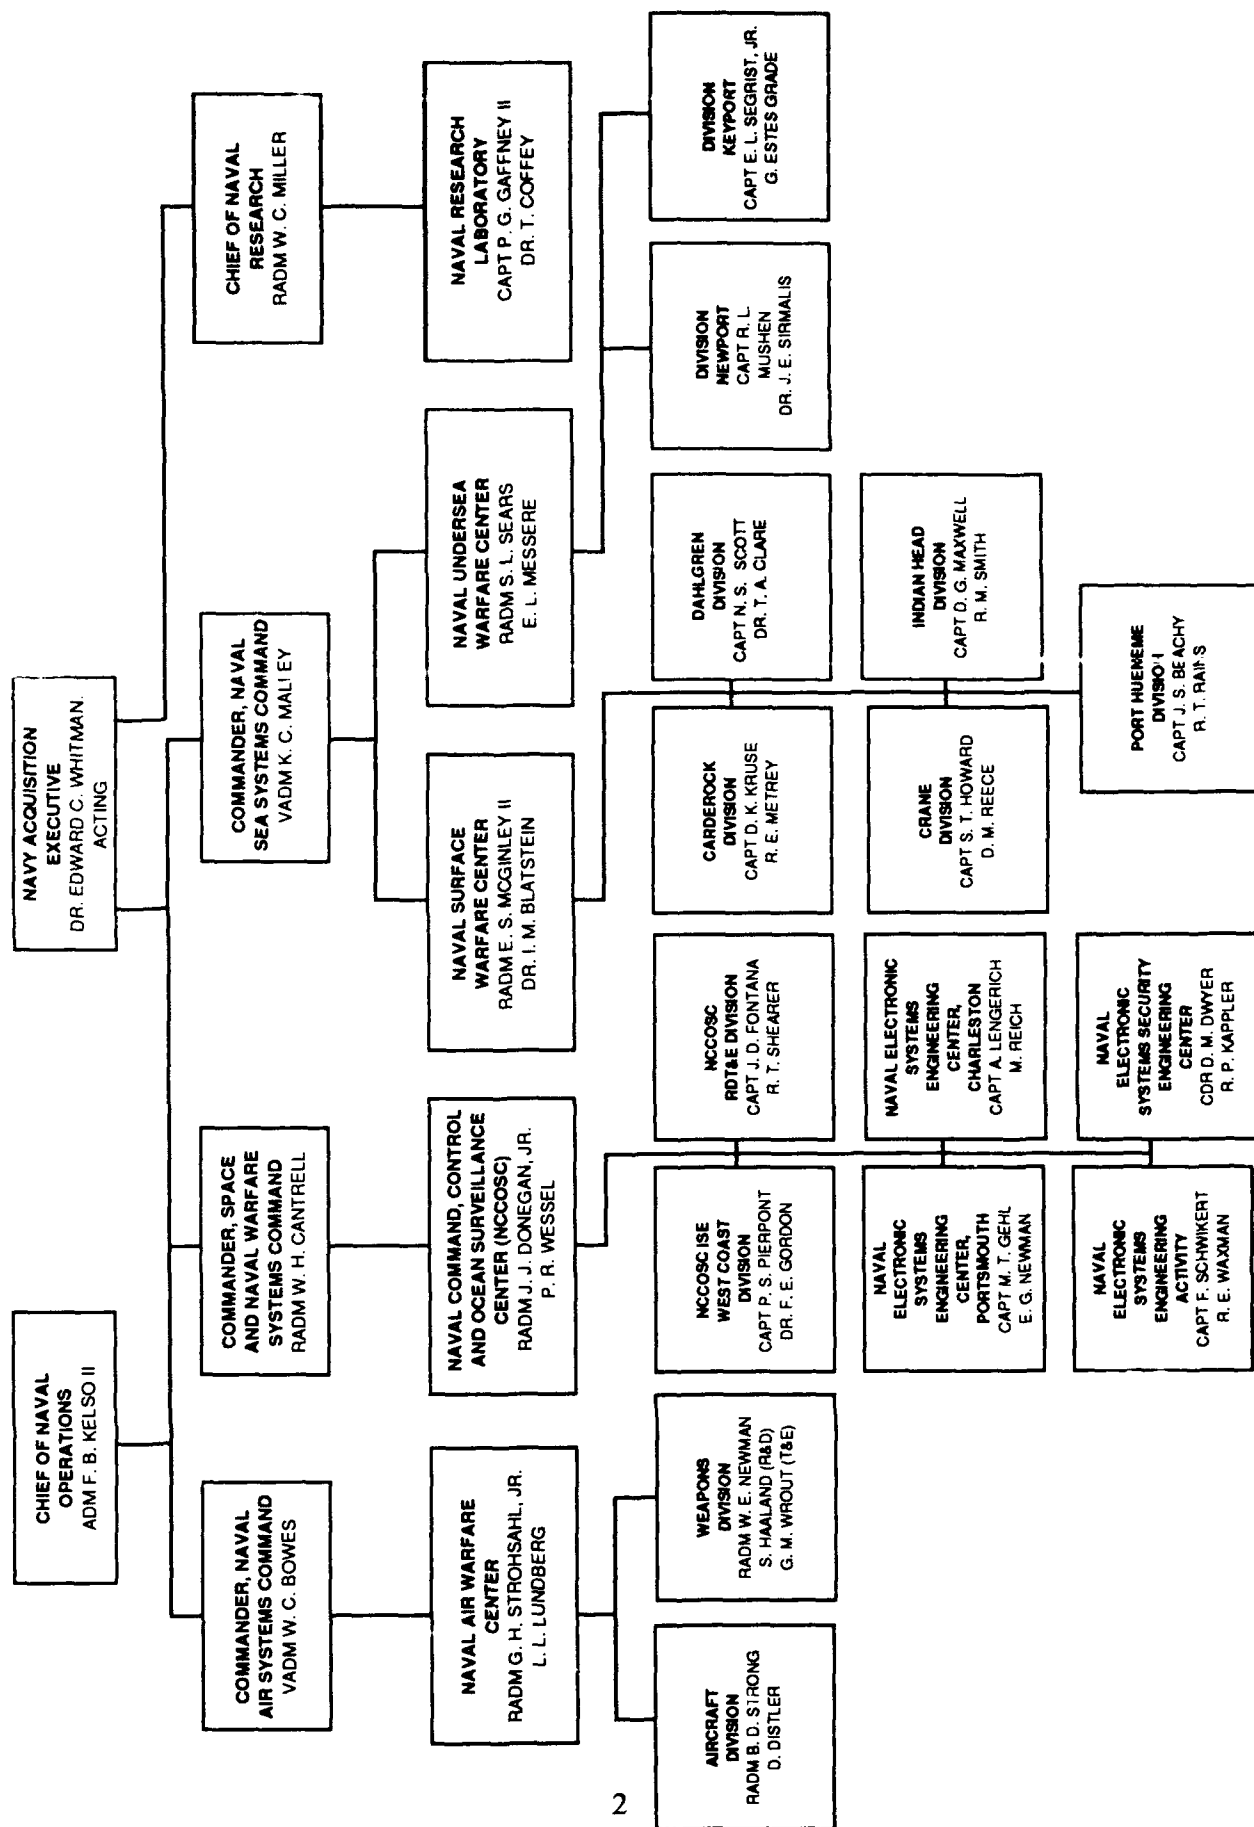 CHIEF OF NAVAL
OPERATIONS
ADM F. B. KELSO II
NAVY ACQUISITION
EXECUTIVE
DR. EDWARD C. WHITMAN.
ACTING
COMMANDER, NAVAL
AIR SYSTEMS COMMAND
VADM W. C. BOWES
COMMANDER, SPACE
AND NAVAL WARFARE
SYSTEMS COMMAND
RADM W. H. CANTRELL
COMMANDER, NAVAL
SEA SYSTEMS COMMAND
VADM K. C. MALLEY
CHIEF OF NAVAL
RESEARCH
RADM W. C. MILLER
NAVAL AIR WARFARE
CENTER
RADM G. H. STROHSAHL, JR.
L. L. LUNDBERG
NAVAL COMMAND, CONTROL
AND OCEAN SURVEILLANCE
CENTER (NCCOSC)
RADM J. J. DONEGAN, JR.
P. R. WESSEL
NAVAL SURFACE
WARFARE CENTER
RADM E. S. MCGINLEY II
DR. I. M. BLATSTEIN
NAVAL UNDERSEA
WARFARE CENTER
RADM S. L. SEARS
E. L. MESSERE
NAVAL RESEARCH
LABORATORY
CAPT P. G. GAFFNEY II
DR. T. COFFEY
AIRCRAFT
DIVISION
RADM B. D. STRONG
D. DISTLER
WEAPONS
DIVISION
RADM W. E. NEWMAN
S. HAALAND (R&D)
G. M. WROUT (T&E)
NCCOSC ISE
WEST COAST
DIVISION
CAPT P. S. PIERPONT
DR. F. E. GORDON
NCCOSC
RDT&E DIVISION
CAPT J. D. FONTANA
R. T. SHEARER
CARDEROCK
DIVISION
CAPT D. K. KRUSE
R. E. METREY
DAHLGREN
DIVISION
CAPT N. S. SCOTT
DR. T. A. CLARE
DIVISION
NEWPORT
CAPT R. L.
MUSHEN
DR. J. E. SIRMALIS
DIVISION
KEYPORT
CAPT E. L. SEGRIST, JR.
G. ESTES GRADE
NAVAL
ELECTRONIC
SYSTEMS
ENGINEERING
CENTER,
PORTSMOUTH
CAPT M. T. GEHL
E. G. NEWMAN
NAVAL ELECTRONIC
SYSTEMS
ENGINEERING
CENTER,
CHARLESTON
CAPT A. LENGERICH
M. REICH
CRANE
DIVISION
CAPT S. T. HOWARD
D. M. REECE
INDIAN HEAD
DIVISION
CAPT D. G. MAXWELL
R. M. SMITH
NAVAL
ELECTRONIC
SYSTEMS
ENGINEERING
ACTIVITY
CAPT F. SCHWIKERT
R. E. WAXMAN
NAVAL
ELECTRONIC
SYSTEMS SECURITY
ENGINEERING
CENTER
CDR D. M. DWYER
R. P. KAPPLER
PORT HUENEME
DIVISION
CAPT J. S. BEACHY
R. T. RAINS
2